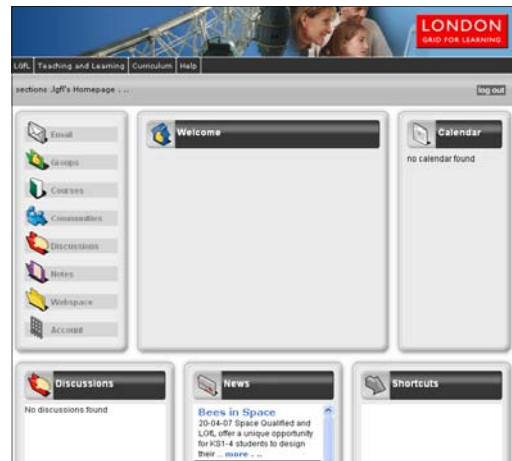 LONDON
GRID FOR LEARNING
LGfL Teaching and Learning Curriculum Help
sections .lgfl's Homepage . ..
log out
Email
Groups
Courses
Communities
Discussions
Notes
Webspace
Account
Welcome
Calendar
no calendar found
Discussions
No discussions found
News
Bees in Space
20-04-07 Space Qualified and
LGfL offer a unique opportunity
for KS1-4 students to design
their .. more . ..
Shortcuts